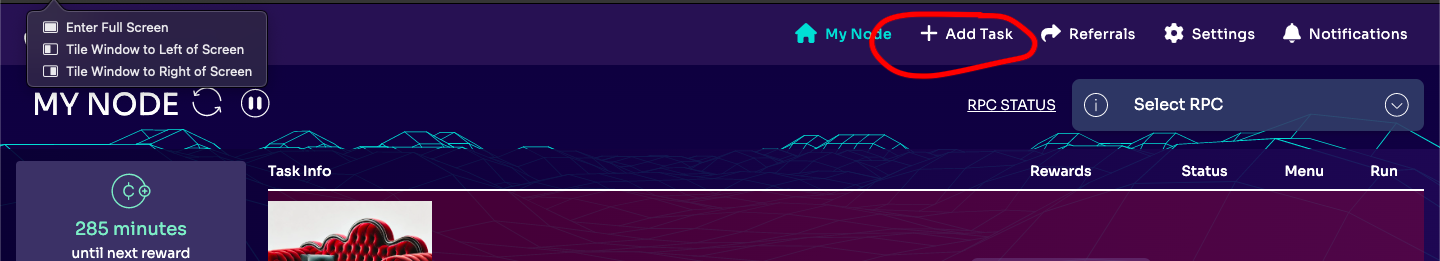 Enter Full Screen
Tile Window to Left of Screen
Tile Window to Right of Screen
My Node
Add Task
Referrals
Settings
Notifications
MY NODE
RPC STATUS
Select RPC
Task Info
Rewards
Status
Menu
Run
285 minutes
until next reward